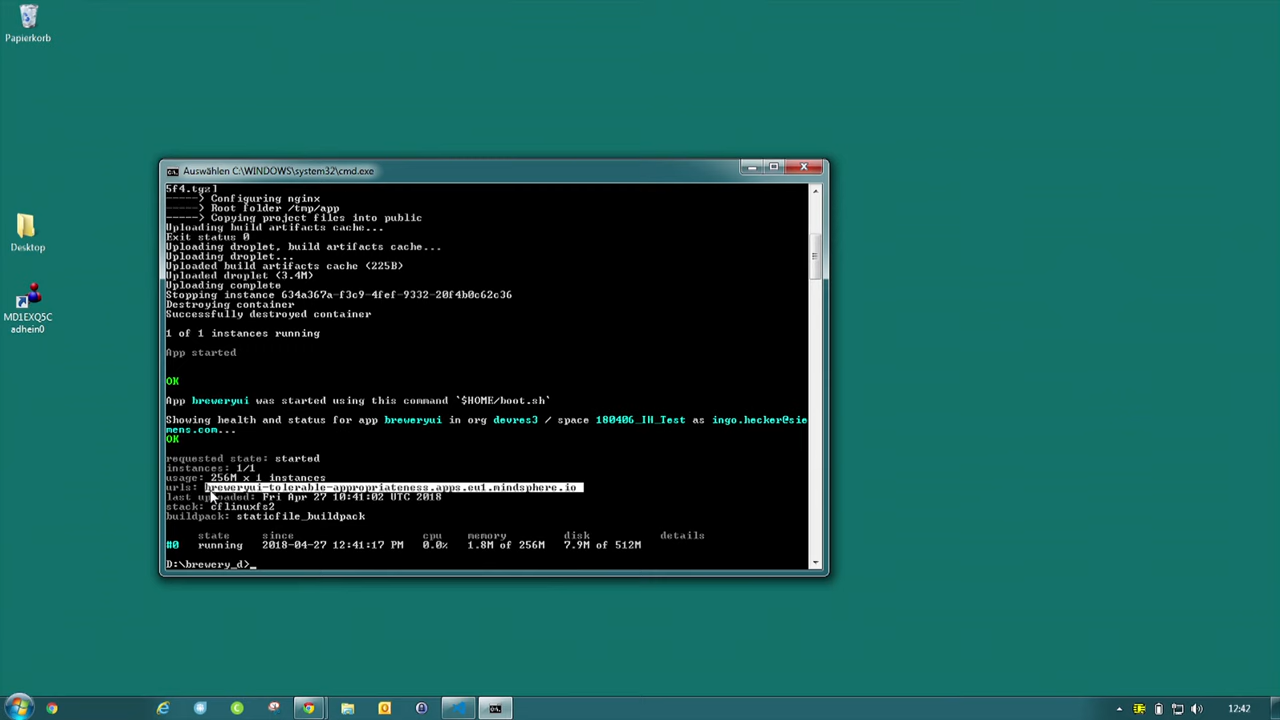 Papierkorb
Desktop
MD1EXQ5C
adhein0
Auswählen C:\WINDOWS\system32\cmd.exe
5f4.tgz]
-----> Configuring nginx
-----> Root folder /tmp/app
-----> Copying project files into public
Uploading build artifacts cache...
Exit status 0
Uploading droplet, build artifacts cache...
Uploading droplet...
Uploaded build artifacts cache (225B)
Uploaded droplet (3.4M)
Uploading complete
Stopping instance 634a367a-f3c9-4fef-9332-20f4b0c62c36
Destroying container
Successfully destroyed container
1 of 1 instances running
App started
OK
App breweryui was started using this command `$HOME/boot.sh`
Showing health and status for app breweryui in org devres3 / space 180406_IH_Test as ingo.hecker@sie
mens.com...
OK
requested state: started
instances: 1/1
usage: 256M x 1 instances
urls: breweryui-tolerable-appropriateness.apps.eu1.mindsphere.io
last uploaded: Fri Apr 27 10:41:02 UTC 2018
stack: cflinuxfs2
buildpack: staticfile_buildpack
state since cpu memory disk details
#0 running 2018-04-27 12:41:17 PM 0.0% 1.8M of 256M 7.9M of 512M
D:\brewery_d>_
12:42